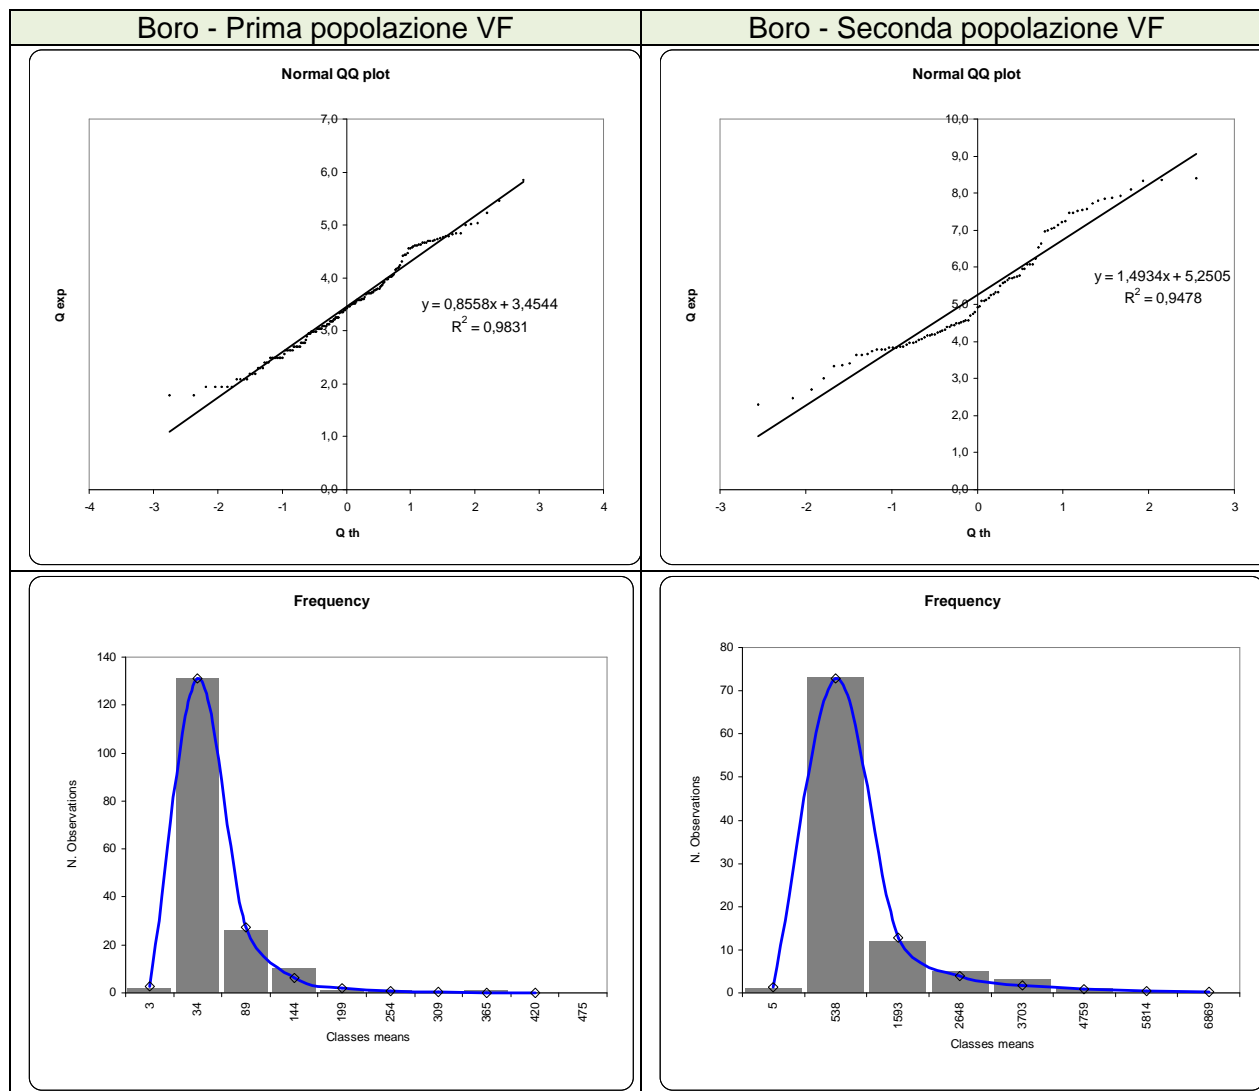 Boro - Prima popolazione VF
Boro - Seconda popolazione VF
Normal QQ plot
7,0
6,0
5,0
4,0
3,0
2,0
1,0
0,0
-4 -3 -2 -1 0 1 2 3 4
Q exp
Q th
y = 0,8558x + 3,4544
R² = 0,9831
Normal QQ plot
10,0
9,0
8,0
7,0
6,0
5,0
4,0
3,0
2,0
1,0
0,0
-3 -2 -1 0 1 2 3
Q exp
Q th
y = 1,4934x + 5,2505
R² = 0,9478
Frequency
140
120
100
80
60
40
20
0
N. Observations
3 34 89 144 199 254 309 365 420 475
Classes means
Frequency
80
70
60
50
40
30
20
10
0
N. Observations
5 538 1593 2648 3703 4759 5814 6869
Classes means